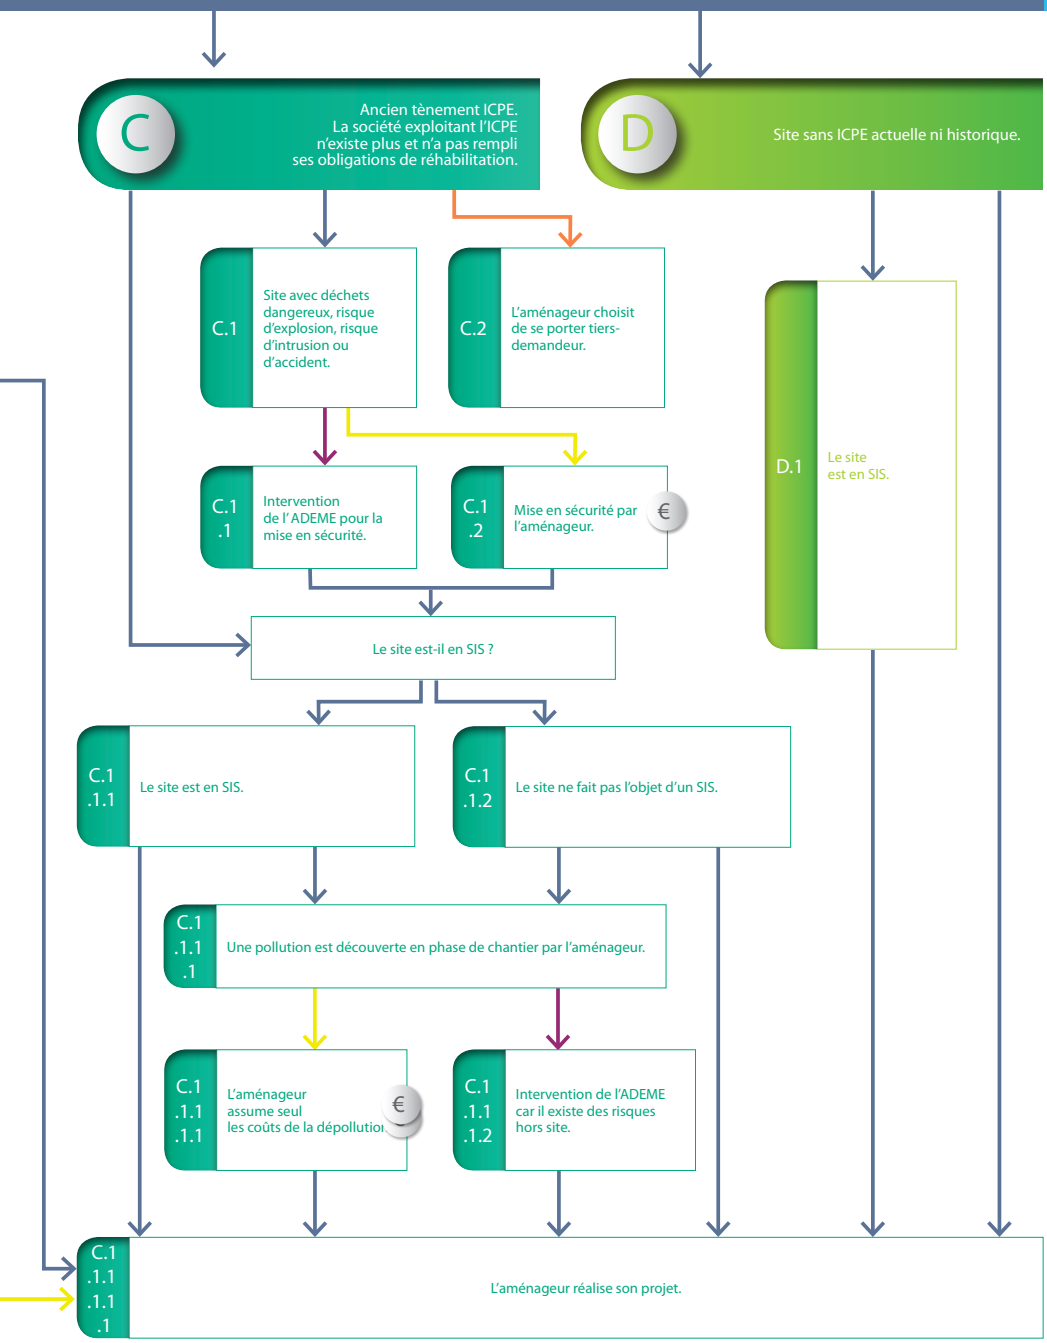 C
Ancien tènement ICPE.
La société exploitant l'ICPE
n'existe plus et n'a pas rempli
ses obligations de réhabilitation.
D
Site sans ICPE actuelle ni historique.
C.1
Site avec déchets
dangereux, risque
d'explosion, risque
d'intrusion ou
d'accident.
C.2
L'aménageur choisit
de se porter tiers-
demandeur.
D.1
Le site
est en SIS.
C.1
.1
Intervention
de l'ADEME pour la
mise en sécurité.
C.1
.2
Mise en sécurité par
l'aménageur.
€
Le site est-il en SIS ?
C.1
.1.1
Le site est en SIS.
C.1
.1.2
Le site ne fait pas l'objet d'un SIS.
C.1
.1.1
.1
Une pollution est découverte en phase de chantier par l'aménageur.
C.1
.1.1
.1.1
L'aménageur
assume seul
les coûts de la dépollution
€
C.1
.1.1
.1.2
Intervention de l'ADEME
car il existe des risques
hors site.
C.1
.1.1
.1.1
.1
L'aménageur réalise son projet.